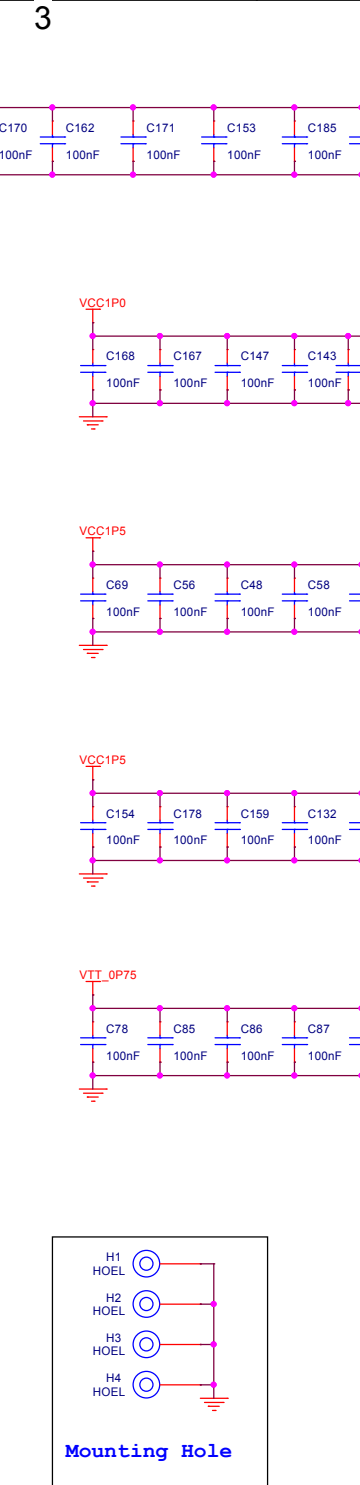 3
C170 C162 C171 C153 C185
100nF 100nF 100nF 100nF 100nF
VCC1P0
C168 C167 C147 C143
100nF 100nF 100nF 100nF
VCC1P5
C69 C56 C48 C58
100nF 100nF 100nF 100nF
VCC1P5
C154 C178 C159 C132
100nF 100nF 100nF 100nF
VTT_0P75
C78 C85 C86 C87
100nF 100nF 100nF 100nF
H1
HOEL
H2
HOEL
H3
HOEL
H4
HOEL
Mounting Hole